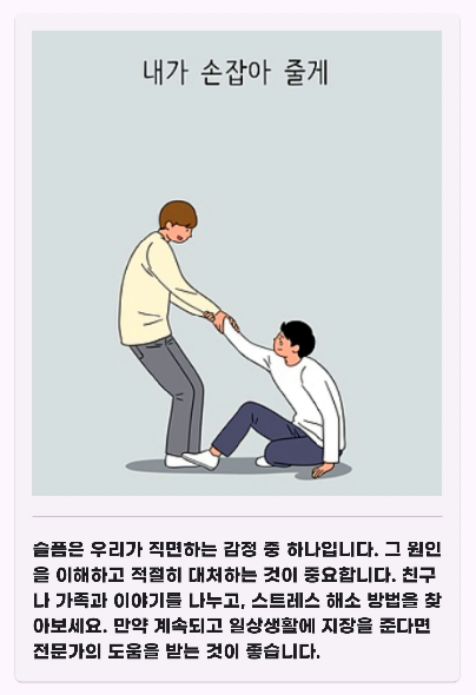 내가 손잡아 줄게
슬픔은 우리가 직면하는 감정 중 하나입니다. 그 원인
을 이해하고 적절히 대처하는 것이 중요합니다. 친구
나 가족과 이야기를 나누고, 스트레스 해소 방법을 찾
아보세요. 만약 계속되고 일상생활에 지장을 준다면
전문가의 도움을 받는 것이 좋습니다.